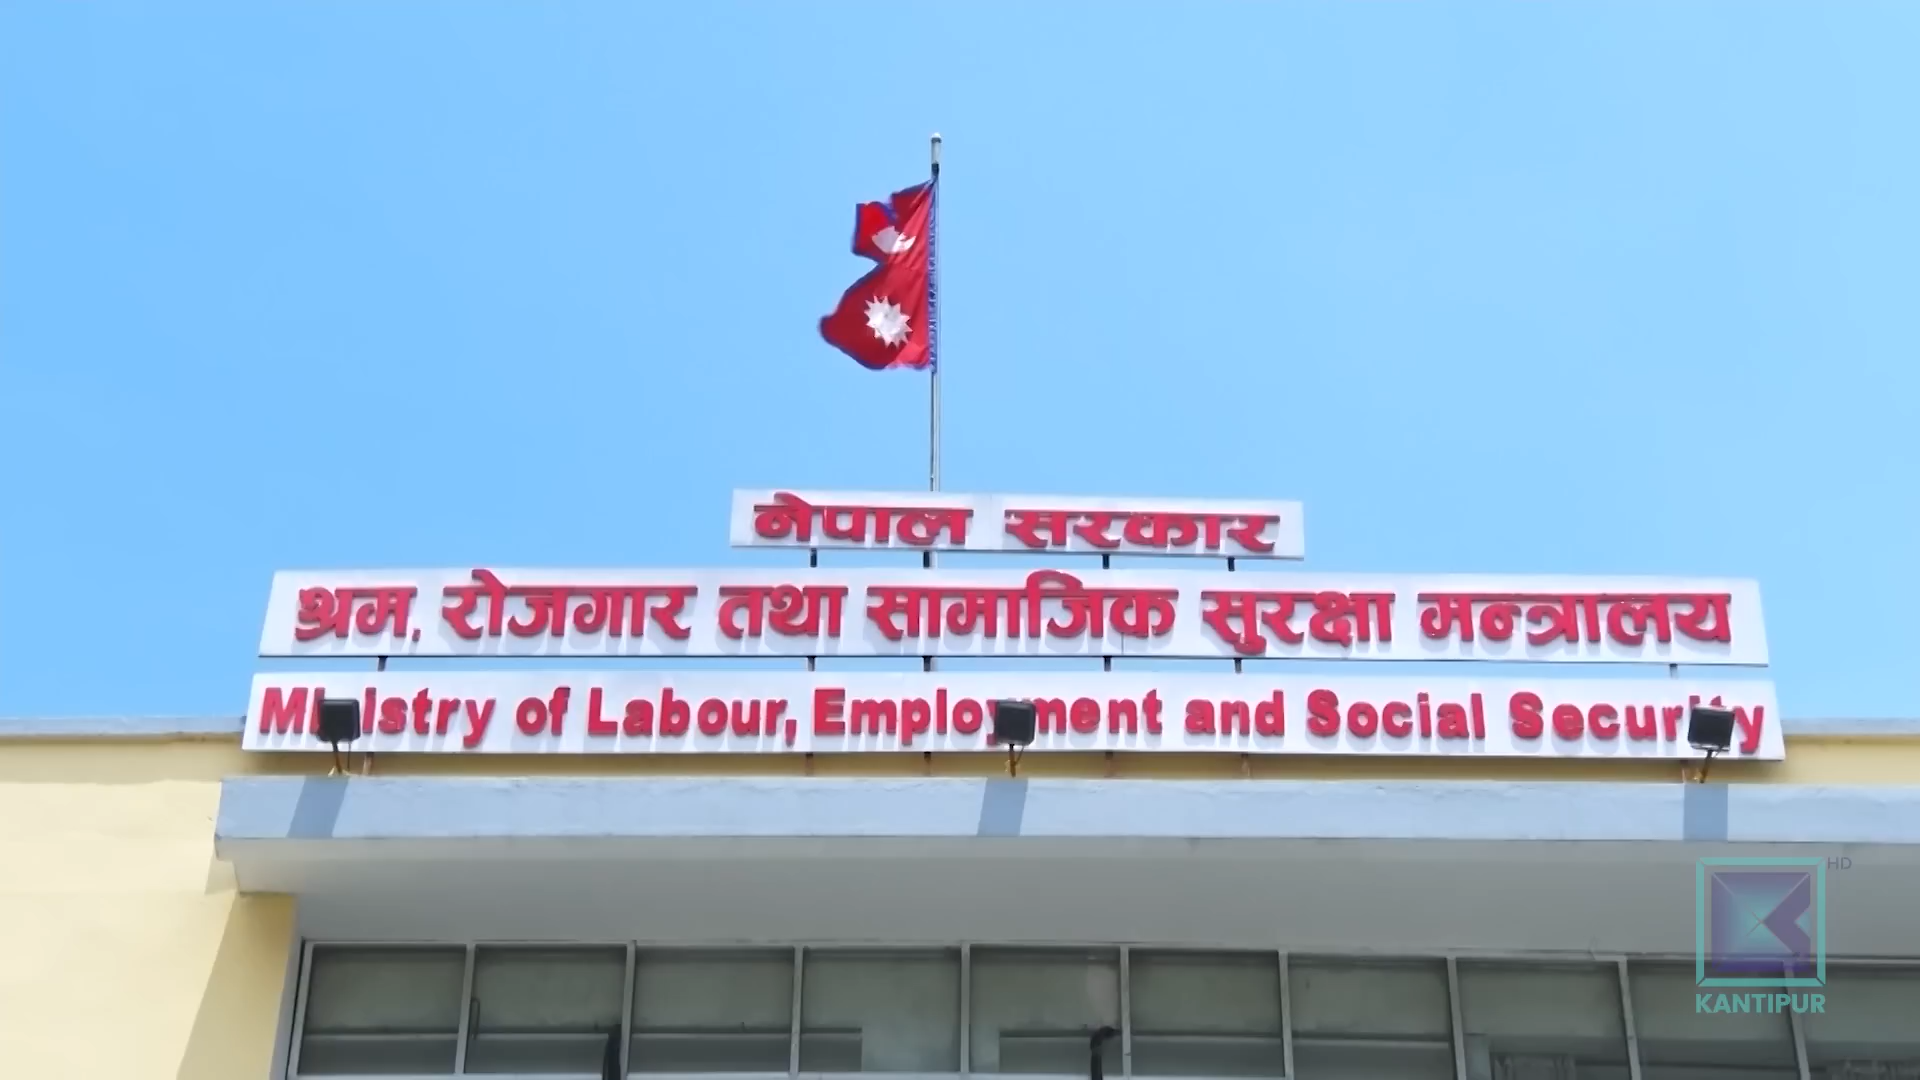 नेपाल सरकार
श्रम, रोजगार तथा सामाजिक सुरक्षा मन्त्रालय
Ministry of Labour, Employment and Social Security
HD
KANTIPUR